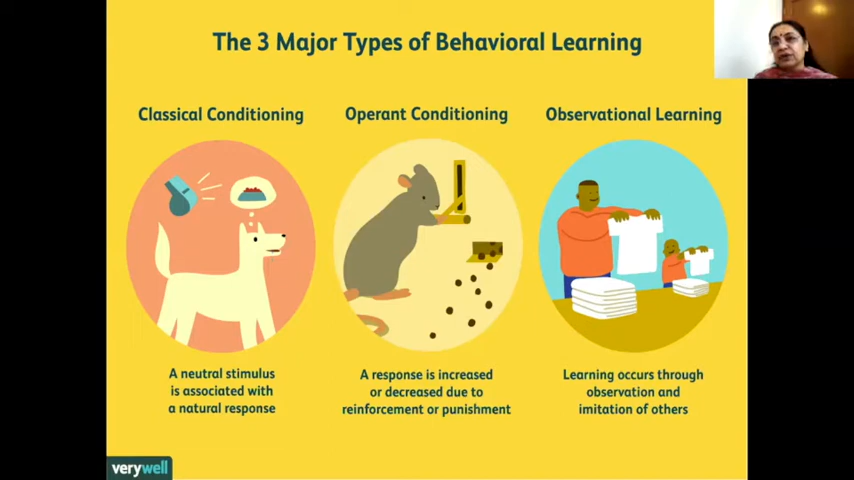 The 3 Major Types of Behavioral Learning
Classical Conditioning
Operant Conditioning
Observational Learning
A neutral stimulus
is associated with
a natural response
A response is increased
or decreased due to
reinforcement or punishment
Learning occurs through
observation and
imitation of others
verywell